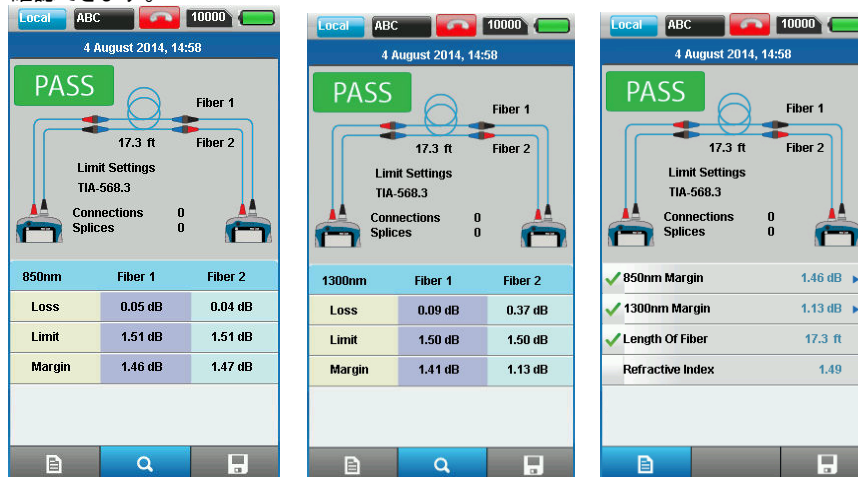 確認できます。
Local ABC 10000
4 August 2014, 14:58
PASS
Fiber 1
17.3 ft Fiber 2
Limit Settings
TIA-568.3
Connections 0
Splices 0
850nm Fiber 1 Fiber 2
Loss 0.05 dB 0.04 dB
Limit 1.51 dB 1.51 dB
Margin 1.46 dB 1.47 dB
Local ABC 10000
4 August 2014, 14:58
PASS
Fiber 1
17.3 ft Fiber 2
Limit Settings
TIA-568.3
Connections 0
Splices 0
1300nm Fiber 1 Fiber 2
Loss 0.09 dB 0.37 dB
Limit 1.50 dB 1.50 dB
Margin 1.41 dB 1.13 dB
Local ABC 10000
4 August 2014, 14:58
PASS
Fiber 1
17.3 ft Fiber 2
Limit Settings
TIA-568.3
Connections 0
Splices 0
850nm Margin 1.46 dB
1300nm Margin 1.13 dB
Length Of Fiber 17.3 ft
Refractive Index 1.49